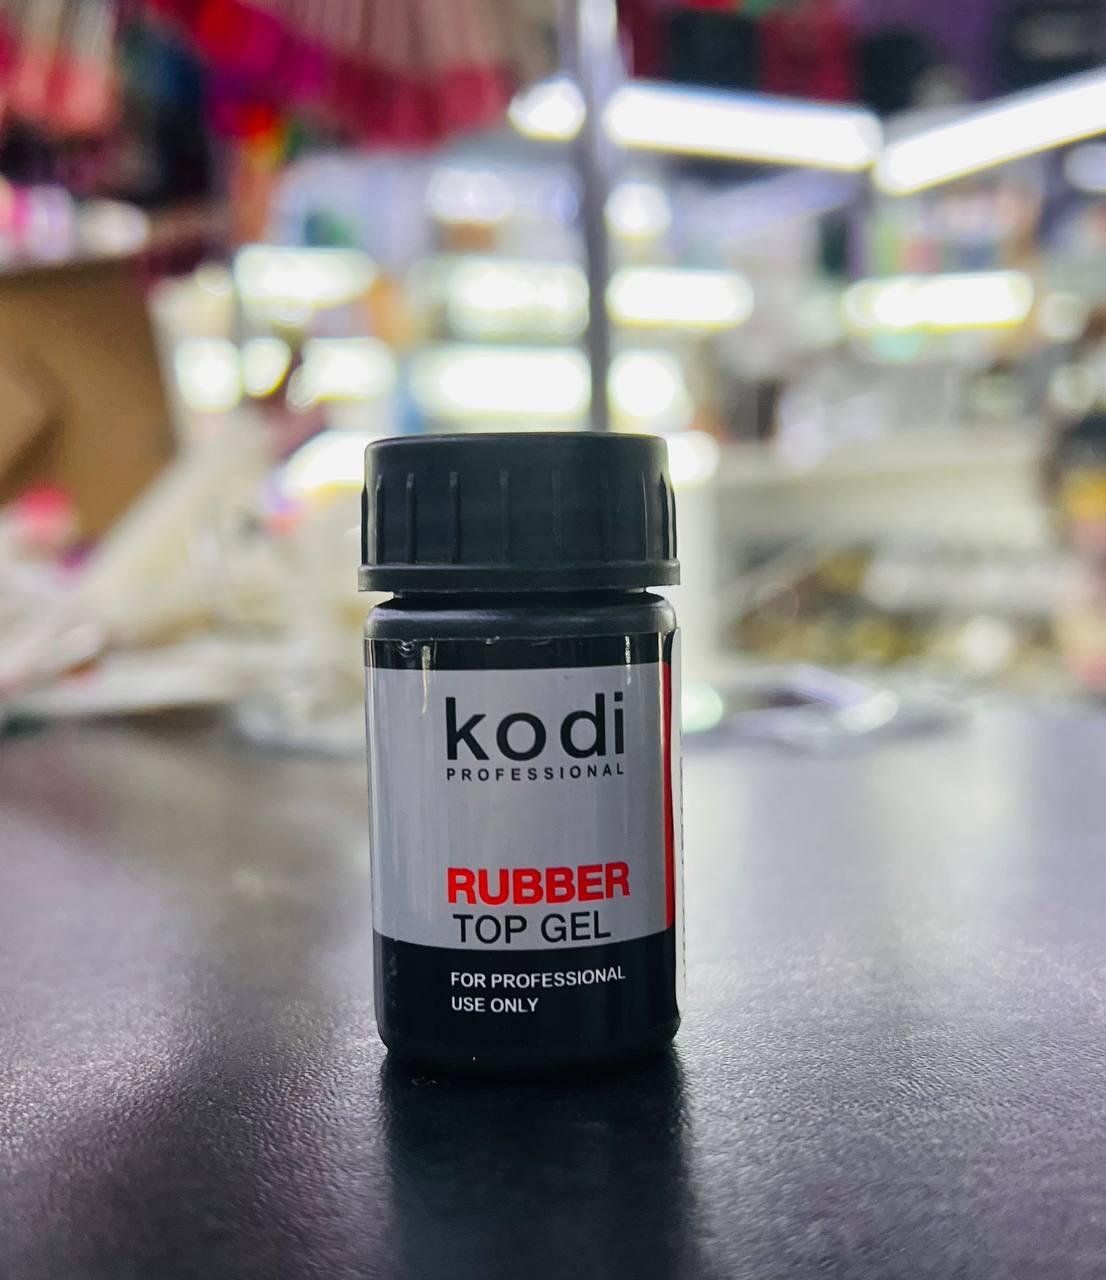 kodi
PROFESSIONAL
RUBBER
TOP GEL
FOR PROFESSIONAL
USE ONLY